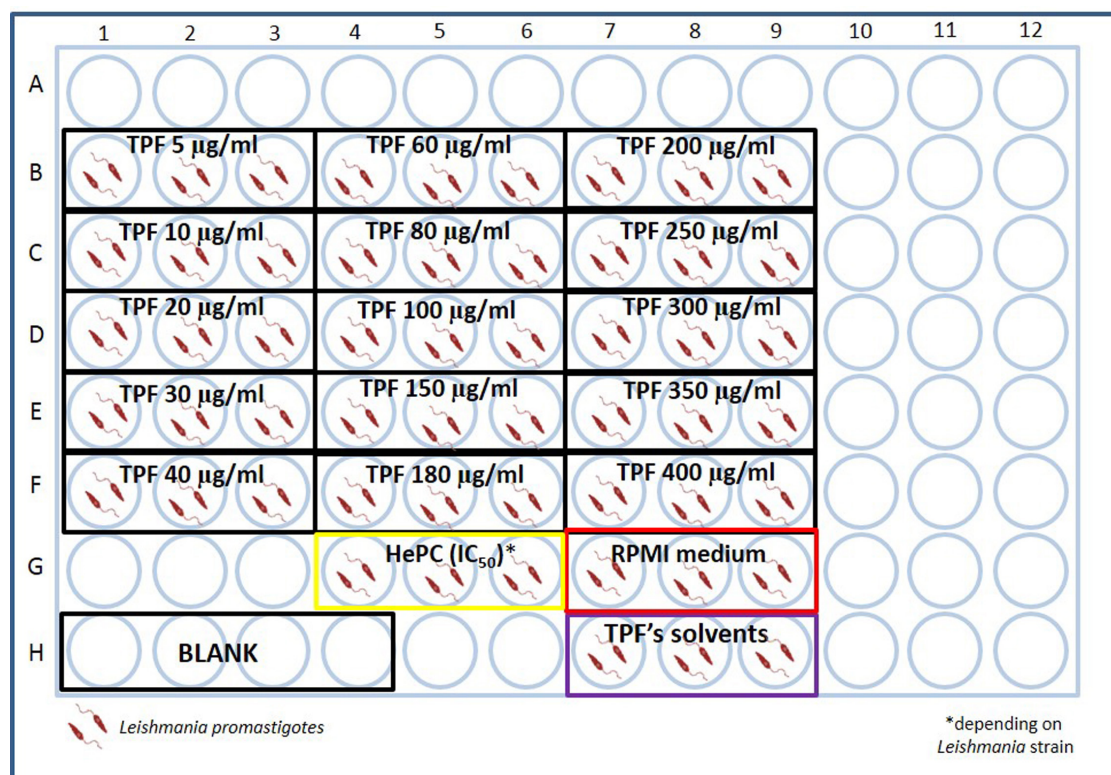 1 2 3 4 5 6 7 8 9 10 11 12
A
B TPF 5 µg/ml TPF 60 µg/ml TPF 200 µg/ml
C TPF 10 µg/ml TPF 80 µg/ml TPF 250 µg/ml
D TPF 20 µg/ml TPF 100 µg/ml TPF 300 µg/ml
E TPF 30 µg/ml TPF 150 µg/ml TPF 350 µg/ml
F TPF 40 µg/ml TPF 180 µg/ml TPF 400 µg/ml
G HePC (IC50)* RPMI medium
H BLANK TPF's solvents
Leishmania promastigotes
*depending on
Leishmania strain